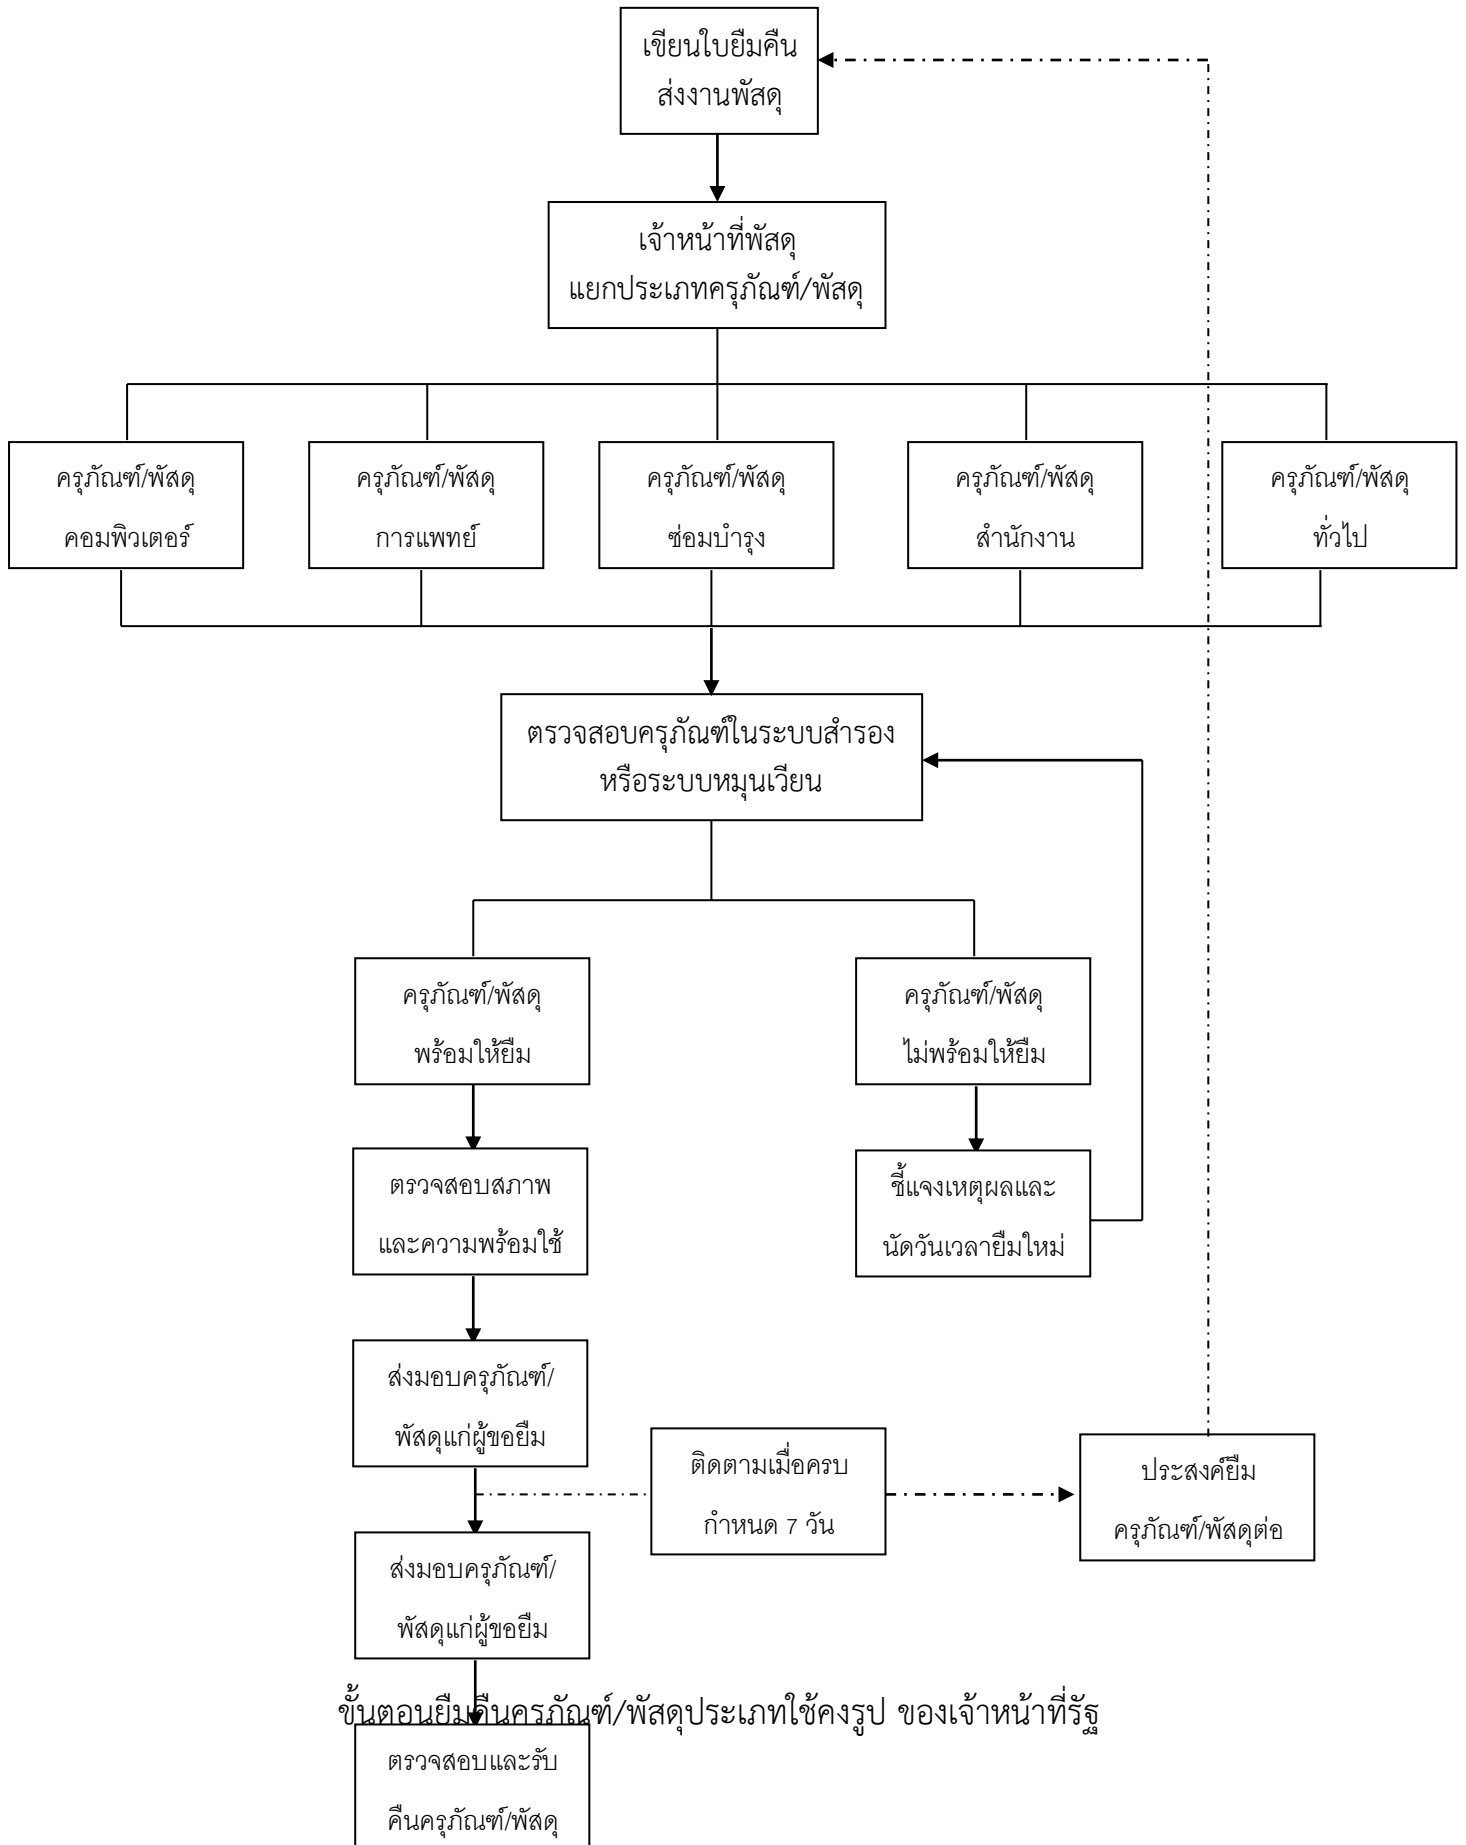 เขียนใบยืมคืน
ส่งงานพัสดุ
เจ้าหน้าที่พัสดุ
แยกประเภทครุภัณฑ์/พัสดุ
ครุภัณฑ์/พัสดุ
คอมพิวเตอร์
ครุภัณฑ์/พัสดุ
การแพทย์
ครุภัณฑ์/พัสดุ
ซ่อมบำรุง
ครุภัณฑ์/พัสดุ
สำนักงาน
ครุภัณฑ์/พัสดุ
ทั่วไป
ตรวจสอบครุภัณฑ์ในระบบสำรอง
หรือระบบหมุนเวียน
ครุภัณฑ์/พัสดุ
พร้อมให้ยืม
ครุภัณฑ์/พัสดุ
ไม่พร้อมให้ยืม
ตรวจสอบสภาพ
และความพร้อมใช้
ชี้แจงเหตุผลและ
นัดวันเวลายืมใหม่
ส่งมอบครุภัณฑ์/
พัสดุแก่ผู้ขอยืม
ติดตามเมื่อครบ
กำหนด 7 วัน
ประสงค์ยืม
ครุภัณฑ์/พัสดุต่อ
ส่งมอบครุภัณฑ์/
พัสดุแก่ผู้ขอยืม
ขั้นตอนยืมคืนครุภัณฑ์/พัสดุประเภทใช้คงรูป ของเจ้าหน้าที่รัฐ
ตรวจสอบและรับ
คืนครุภัณฑ์/พัสดุ